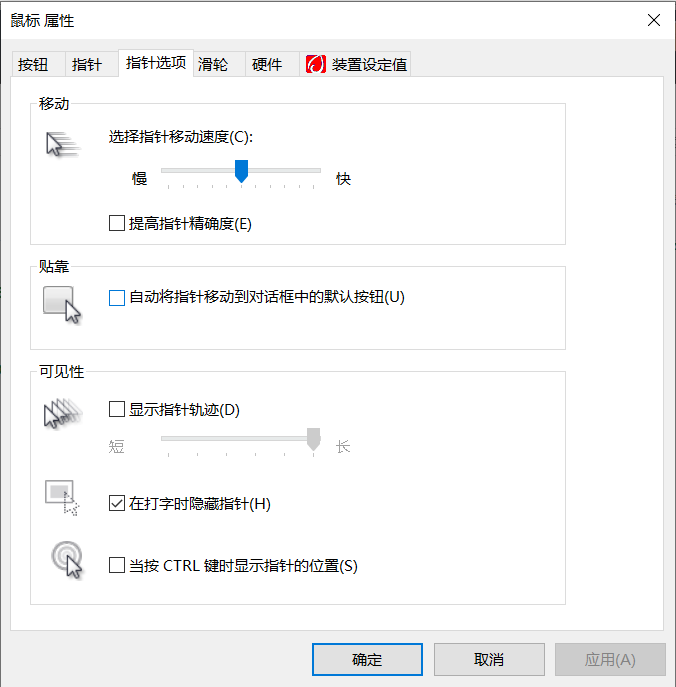 鼠标 属性
按钮 指针 指针选项 滑轮 硬件 装置设定值
移动
选择指针移动速度(C):
慢 快
提高指针精确度(E)
贴靠
自动将指针移动到对话框中的默认按钮(U)
可见性
显示指针轨迹(D)
短 长
在打字时隐藏指针(H)
当按 CTRL 键时显示指针的位置(S)
确定 取消 应用(A)